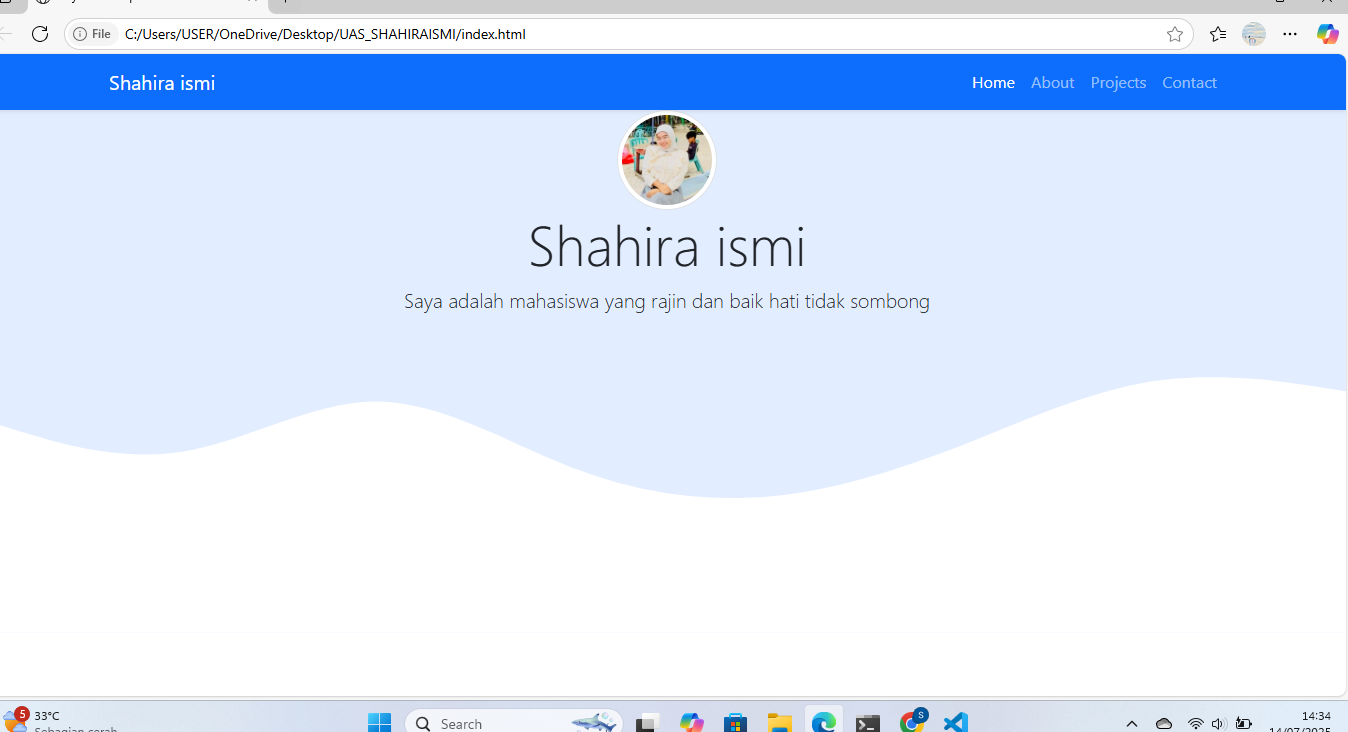 File C:/Users/USER/OneDrive/Desktop/UAS_SHAHIRAISMI/index.html
Shahira ismi Home About Projects Contact
Shahira ismi
Saya adalah mahasiswa yang rajin dan baik hati tidak sombong
5 33°C Search S 14:34
Sebagian cerah 14/07/2025